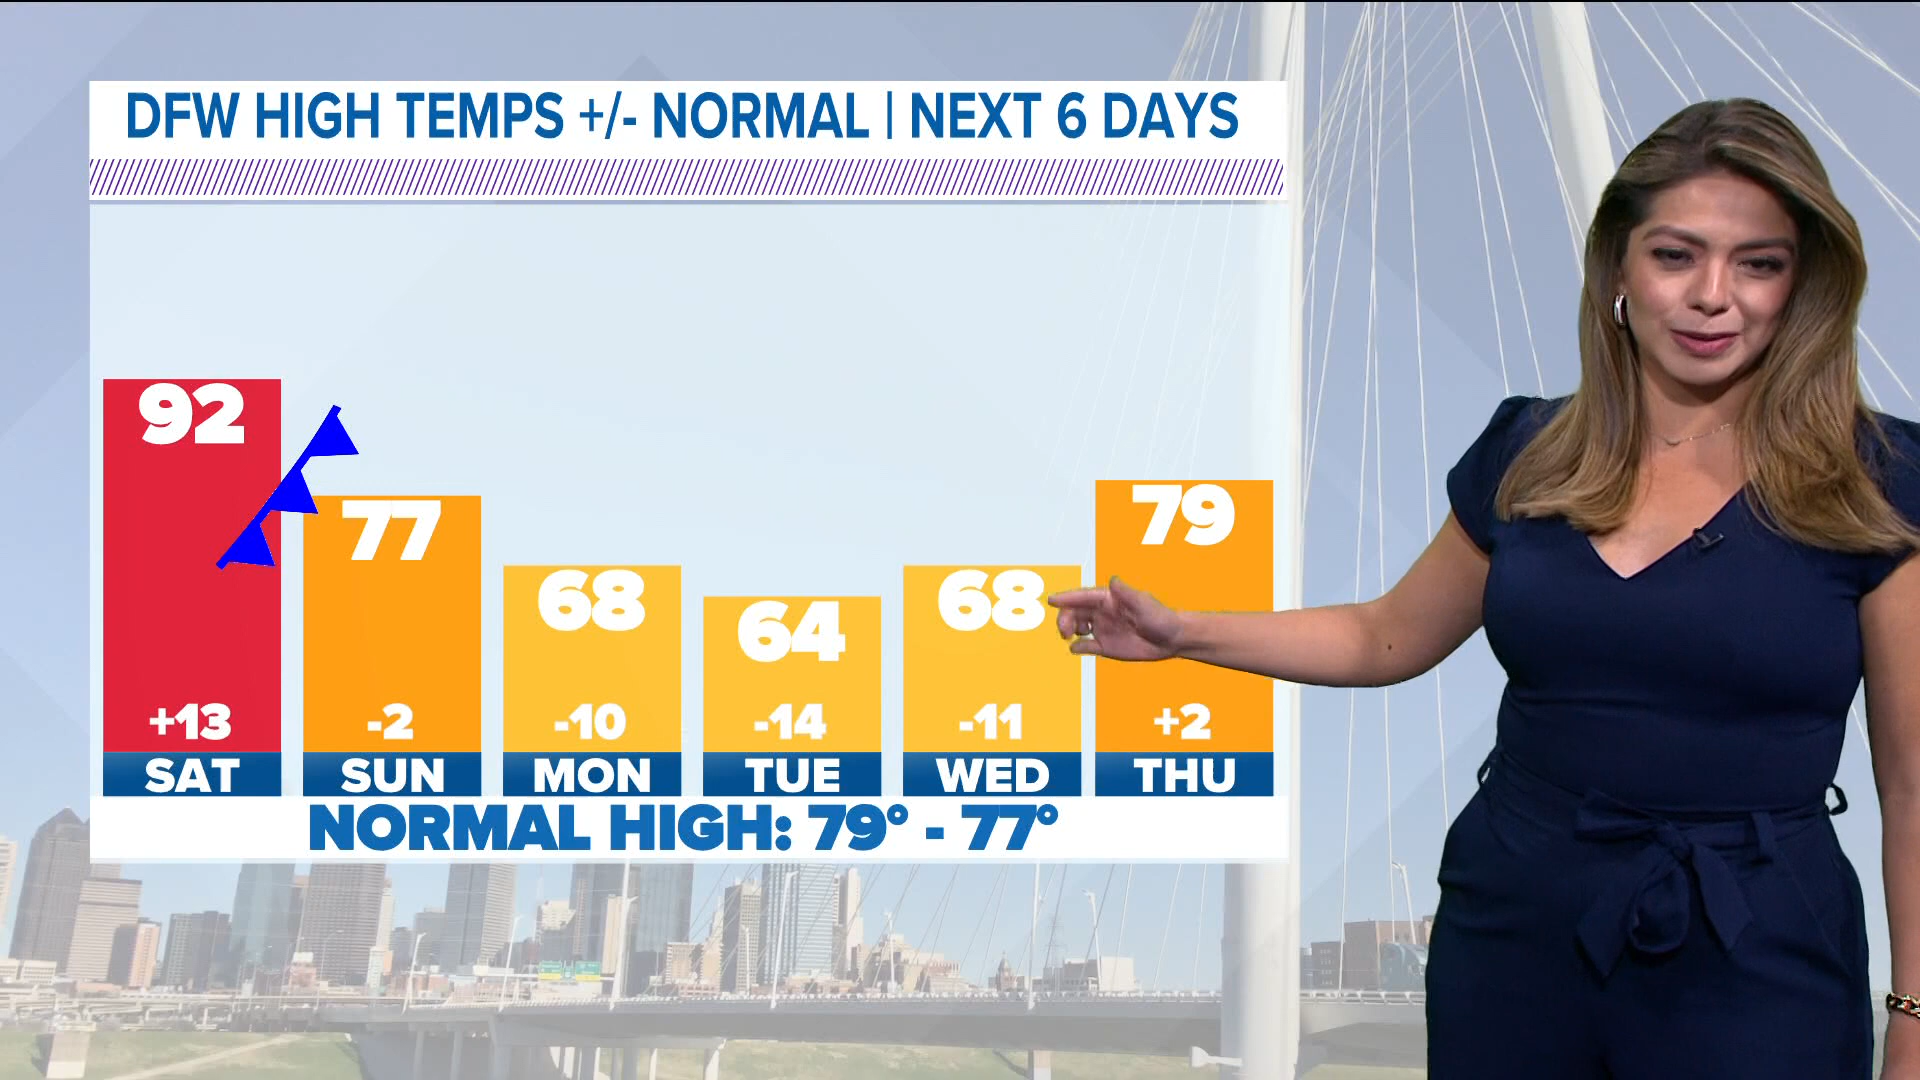 DFW HIGH TEMPS +/- NORMAL | NEXT 6 DAYS
92 77 68 64 68 79
+13 -2 -10 -14 -11 +2
SAT SUN MON TUE WED THU
NORMAL HIGH: 79° - 77°